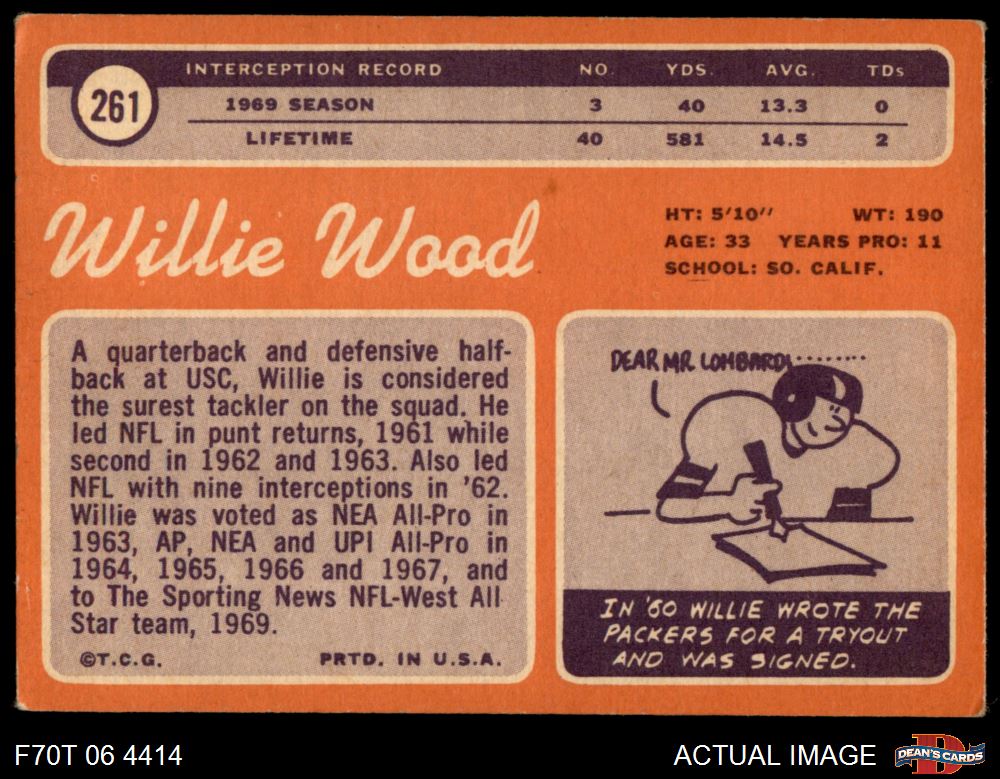 261
INTERCEPTION RECORD NO. YDS. AVG. TDs
1969 SEASON 3 40 13.3 0
LIFETIME 40 581 14.5 2
Willie Wood
HT: 5'10" WT: 190
AGE: 33 YEARS PRO: 11
SCHOOL: SO. CALIF.
A quarterback and defensive half-
back at USC, Willie is considered
the surest tackler on the squad. He
led NFL in punt returns, 1961 while
second in 1962 and 1963. Also led
NFL with nine interceptions in '62.
Willie was voted as NEA All-Pro in
1963, AP, NEA and UPI All-Pro in
1964, 1965, 1966 and 1967, and
to The Sporting News NFL-West All
Star team, 1969.
©T.C.G. PRTD. IN U.S.A.
DEAR MR. LOMBARDI........
IN '60 WILLIE WROTE THE
PACKERS FOR A TRYOUT
AND WAS SIGNED.
F70T 06 4414
ACTUAL IMAGE
DEAN'S CARDS